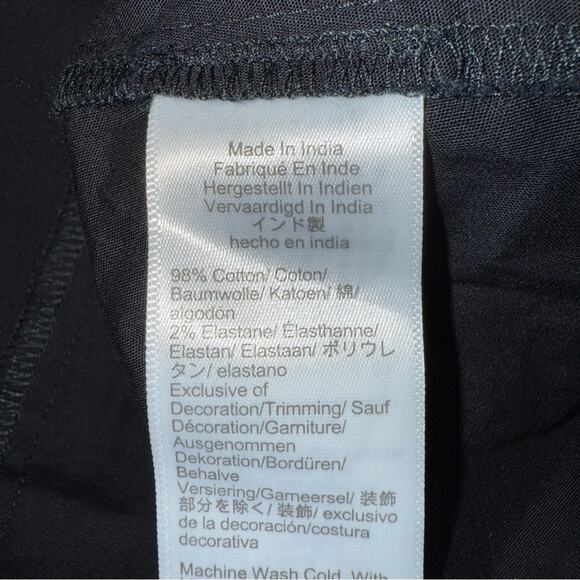 Made In India
Fabriqué En Inde
Hergestellt In Indien
Vervaardigd In India
インド製
hecho en india
98% Cotton/ Coton/
Baumwolle/ Katoen/ 綿/
algodón
2% Elastane/ Élasthanne/
Elastan/ Elastaan/ ポリウレ
タン/ elastano
Exclusive of
Decoration/Trimming/ Sauf
Décoration/Garniture/
Ausgenommen
Dekoration/Bordüren/
Behalve
Versiering/Garneersel/ 装飾
部分を除く/ 装飾/ exclusivo
de la decoración/costura
decorativa
Machine Wash Cold, With